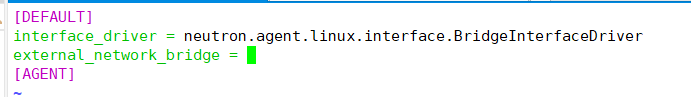 [DEFAULT]
interface_driver = neutron.agent.linux.interface.BridgeInterfaceDriver
external_network_bridge =
[AGENT]
~